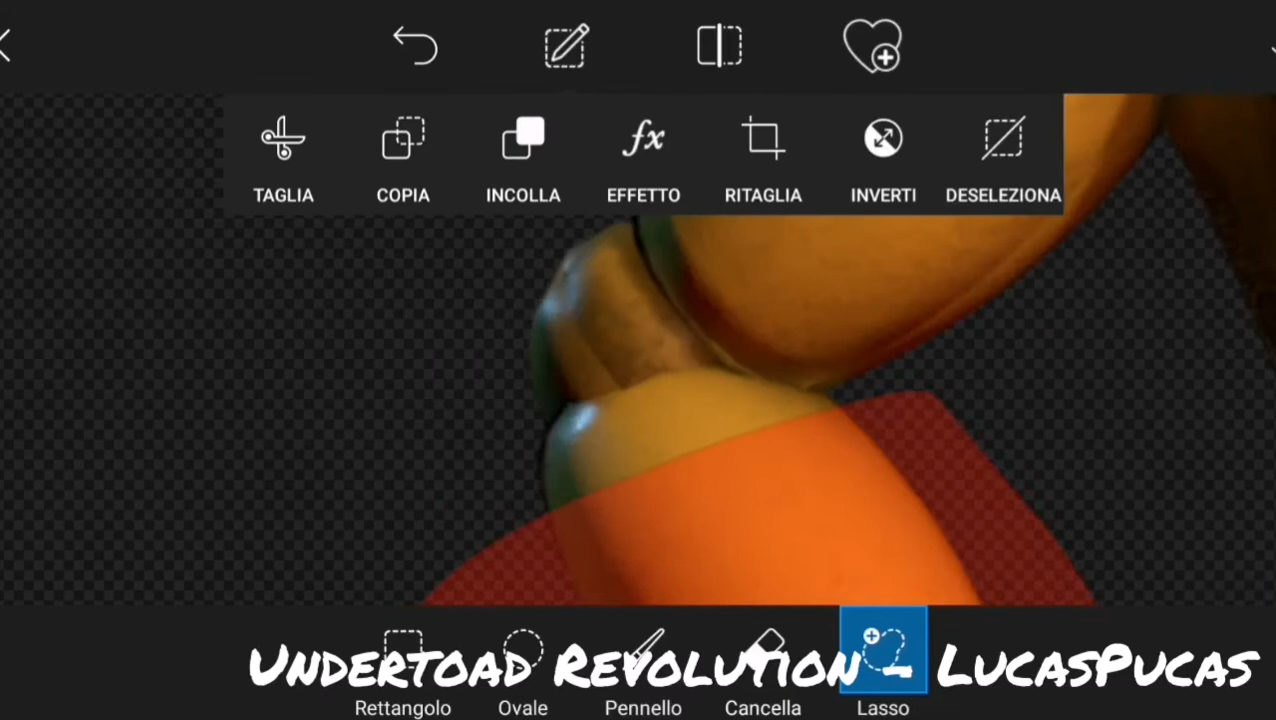 TAGLIA COPIA INCOLLA EFFETTO RITAGLIA INVERTI DESELEZIONA
Undertoad Revolution - LucasPucas
Rettangolo Ovale Pennello Cancella Lasso